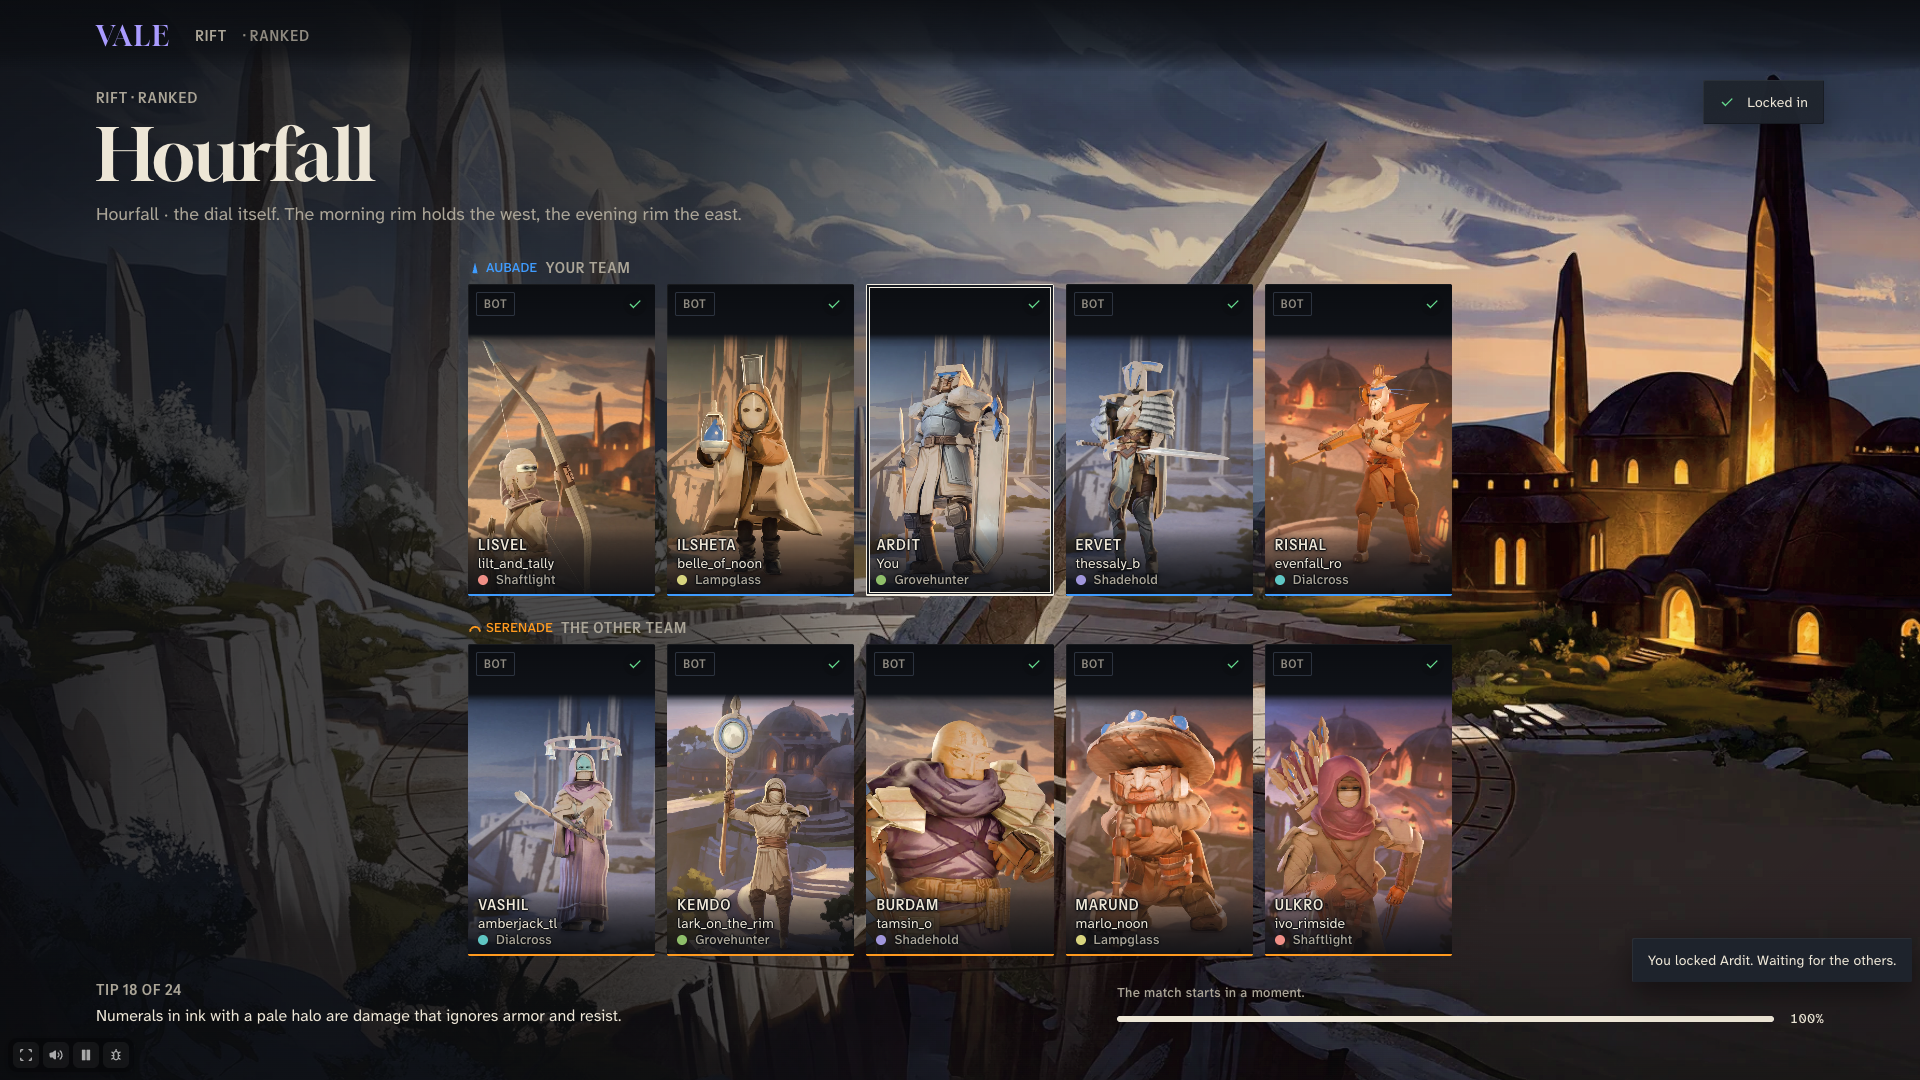 VALE RIFT · RANKED
RIFT · RANKED
Hourfall
Hourfall · the dial itself. The morning rim holds the west, the evening rim the east.
Locked in
AUBADE YOUR TEAM
BOT
LISVEL
lilt_and_tally
Shaftlight
BOT
ILSHETA
belle_of_noon
Lampglass
ARDIT
You
Grovehunter
BOT
ERVET
thessaly_b
Shadehold
BOT
RISHAL
evenfall_ro
Dialcross
SERENADE THE OTHER TEAM
BOT
VASHIL
amberjack_tl
Dialcross
BOT
KEMDO
lark_on_the_rim
Grovehunter
BOT
BURDAM
tamsin_o
Shadehold
BOT
MARUND
marlo_noon
Lampglass
BOT
ULKRO
ivo_rimside
Shaftlight
You locked Ardit. Waiting for the others.
TIP 18 OF 24
Numerals in ink with a pale halo are damage that ignores armor and resist.
The match starts in a moment.
100%